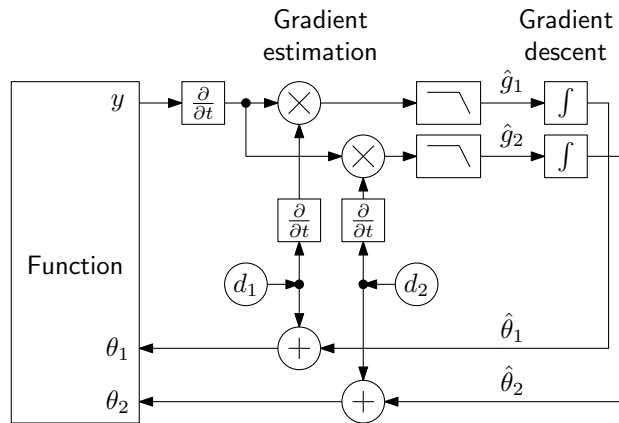 Gradient estimation
Gradient descent
y
∂/∂t
×
ĝ₁
∫
×
ĝ₂
∫
∂/∂t
∂/∂t
Function
d₁
d₂
θ₁
+
θ̂₁
θ₂
+
θ̂₂